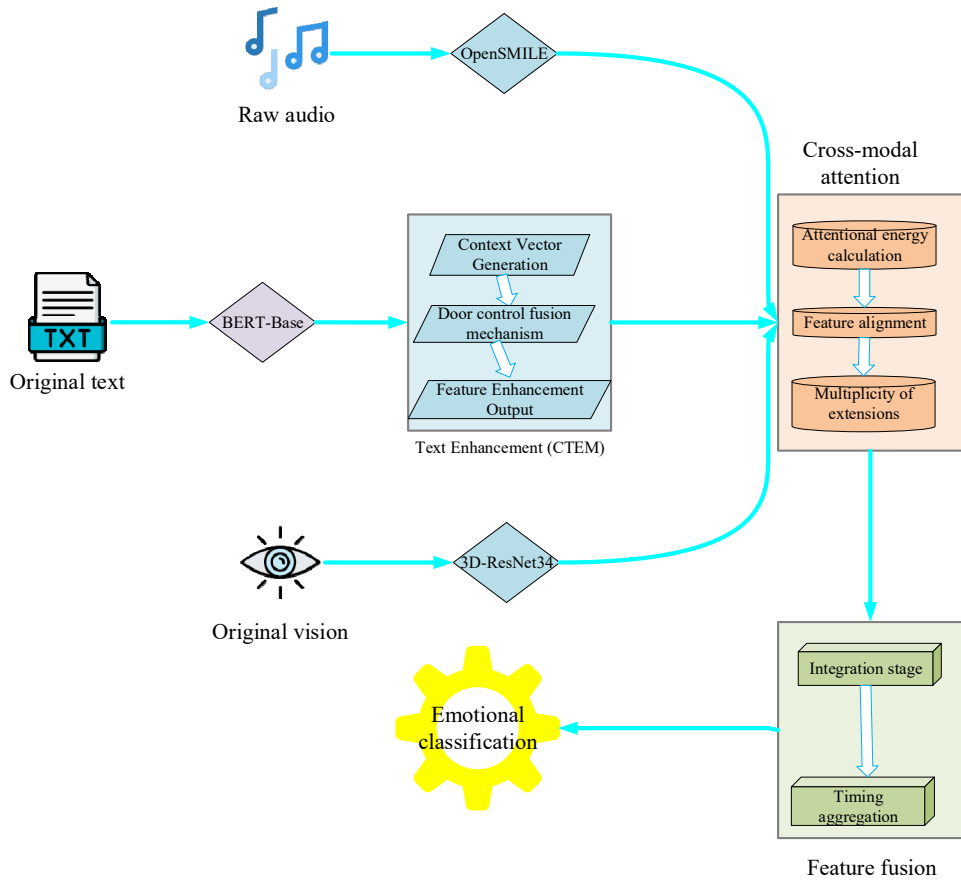 OpenSMILE
Raw audio
Cross-modal
attention
Attentional energy
calculation
Feature alignment
Multiplicity of
extensions
Context Vector
Generation
Door control fusion
mechanism
Feature Enhancement
Output
Text Enhancement (CTEM)
BERT-Base
TXT
Original text
3D-ResNet34
Original vision
Integration stage
Timing
aggregation
Feature fusion
Emotional
classification